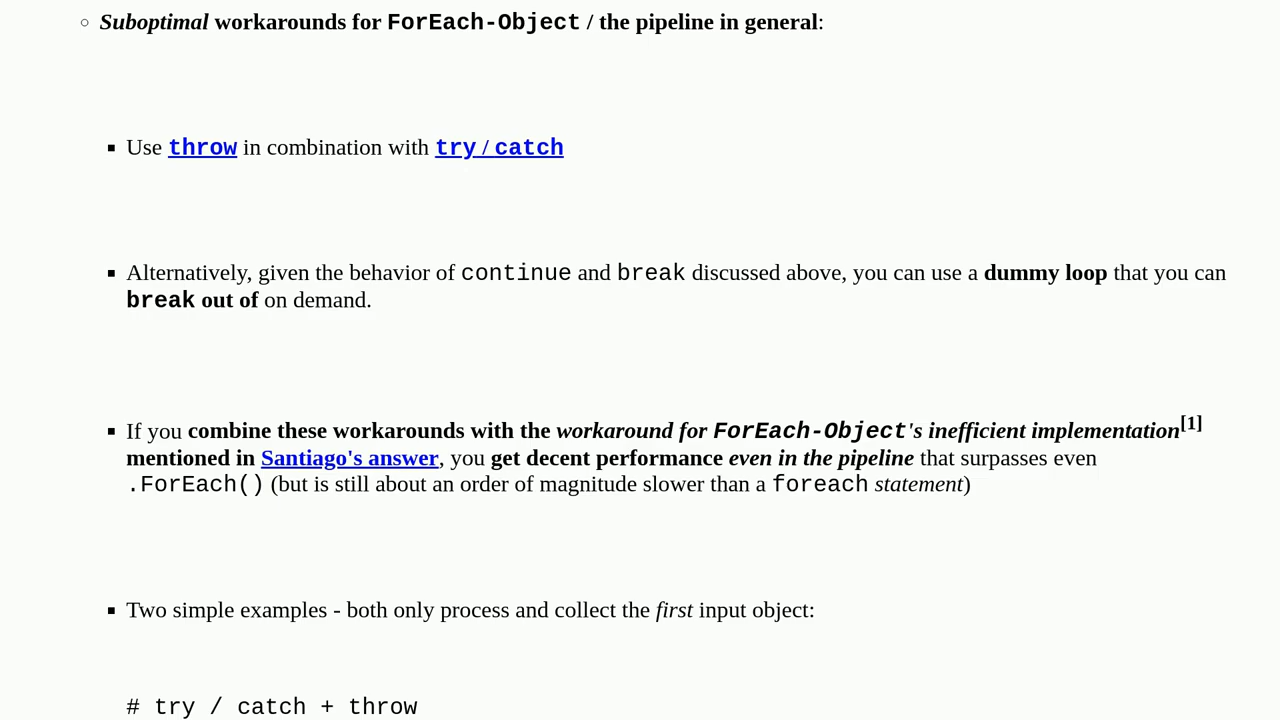 Suboptimal workarounds for ForEach-Object / the pipeline in general:
Use throw in combination with try / catch
Alternatively, given the behavior of continue and break discussed above, you can use a dummy loop that you can
break out of on demand.
If you combine these workarounds with the workaround for ForEach-Object's inefficient implementation[1]
mentioned in Santiago's answer, you get decent performance even in the pipeline that surpasses even
.ForEach() (but is still about an order of magnitude slower than a foreach statement)
Two simple examples - both only process and collect the first input object:
# try / catch + throw